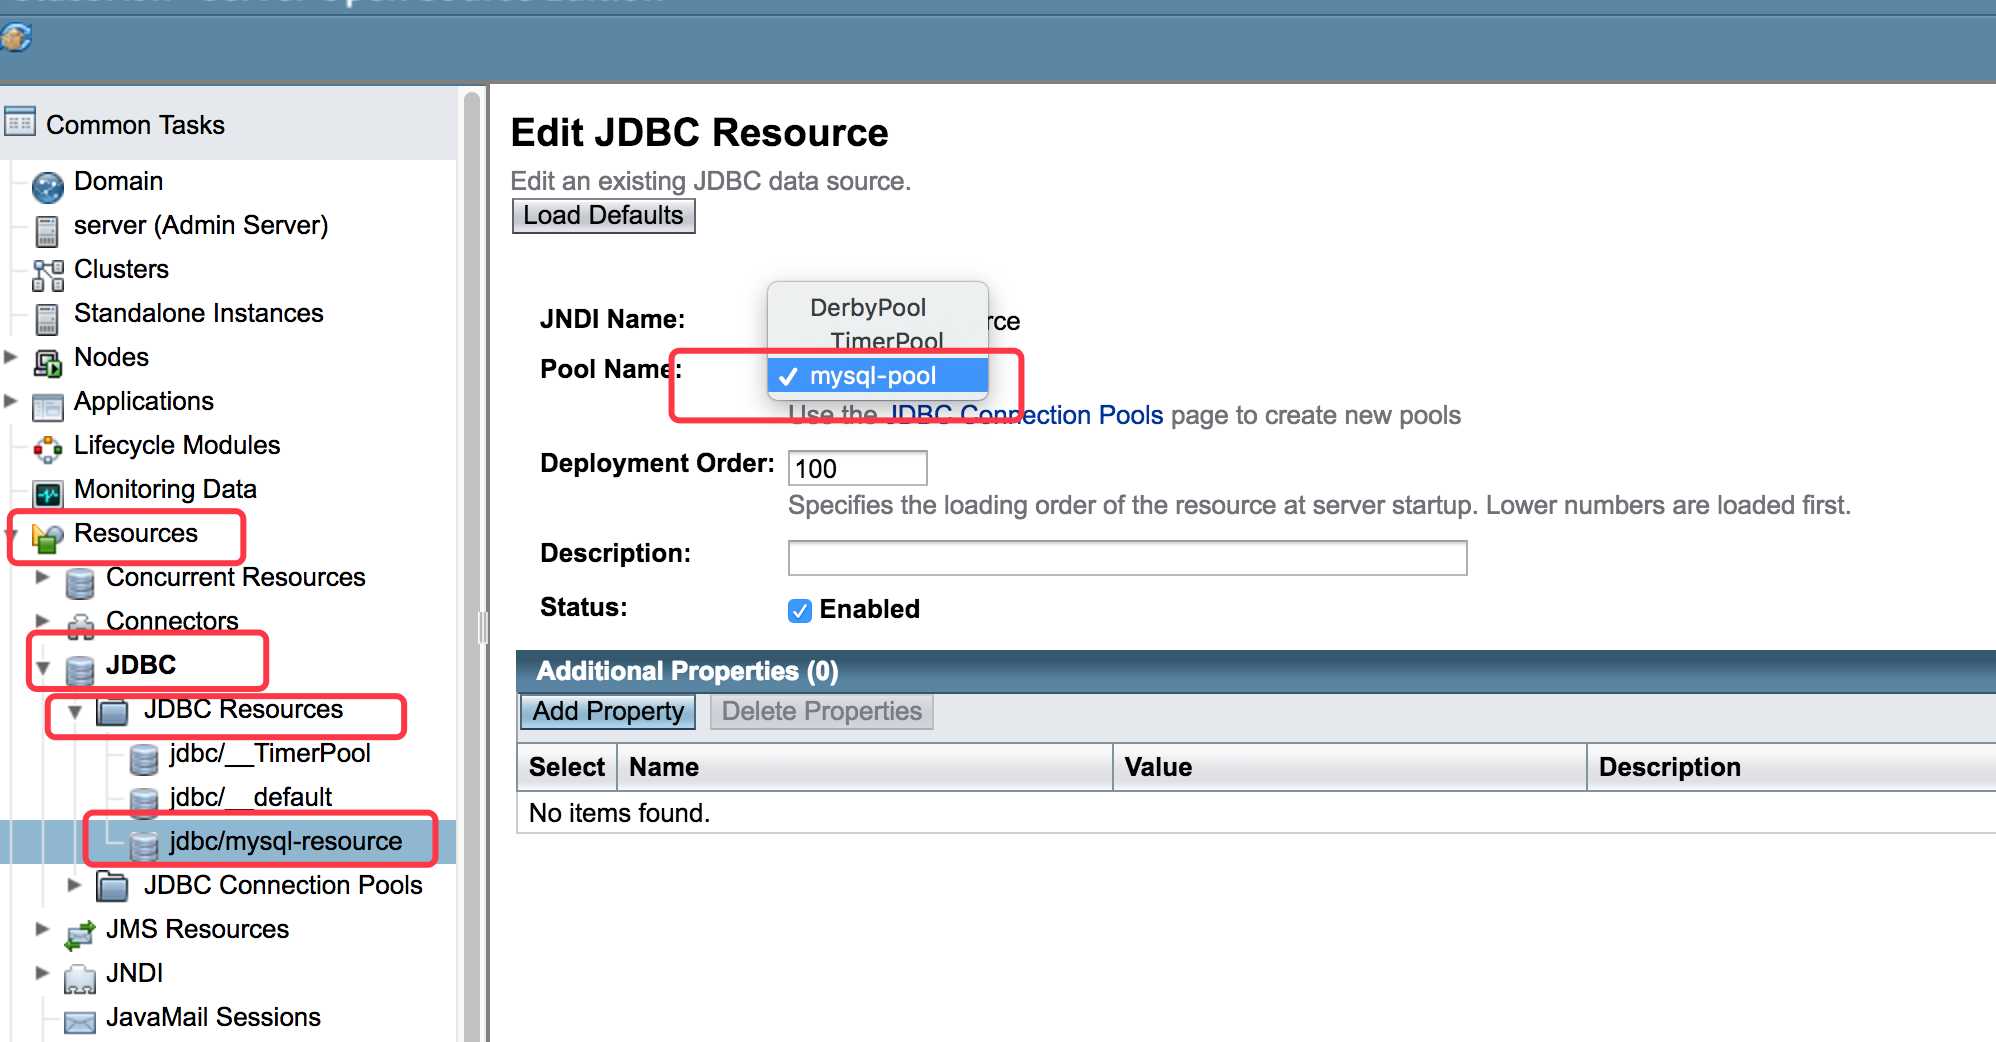 Common Tasks
Domain
server (Admin Server)
Clusters
Standalone Instances
Nodes
Applications
Lifecycle Modules
Monitoring Data
Resources
Concurrent Resources
Connectors
JDBC
JDBC Resources
jdbc/__TimerPool
jdbc/__default
jdbc/mysql-resource
JDBC Connection Pools
JMS Resources
JNDI
JavaMail Sessions
Edit JDBC Resource
Edit an existing JDBC data source.
Load Defaults
JNDI Name:
DerbyPool
TimerPool
mysql-pool
Pool Name:
Use the JDBC Connection Pools page to create new pools
Deployment Order: 100
Specifies the loading order of the resource at server startup. Lower numbers are loaded first.
Description:
Status: Enabled
Additional Properties (0)
Add Property Delete Properties
Select Name Value Description
No items found.